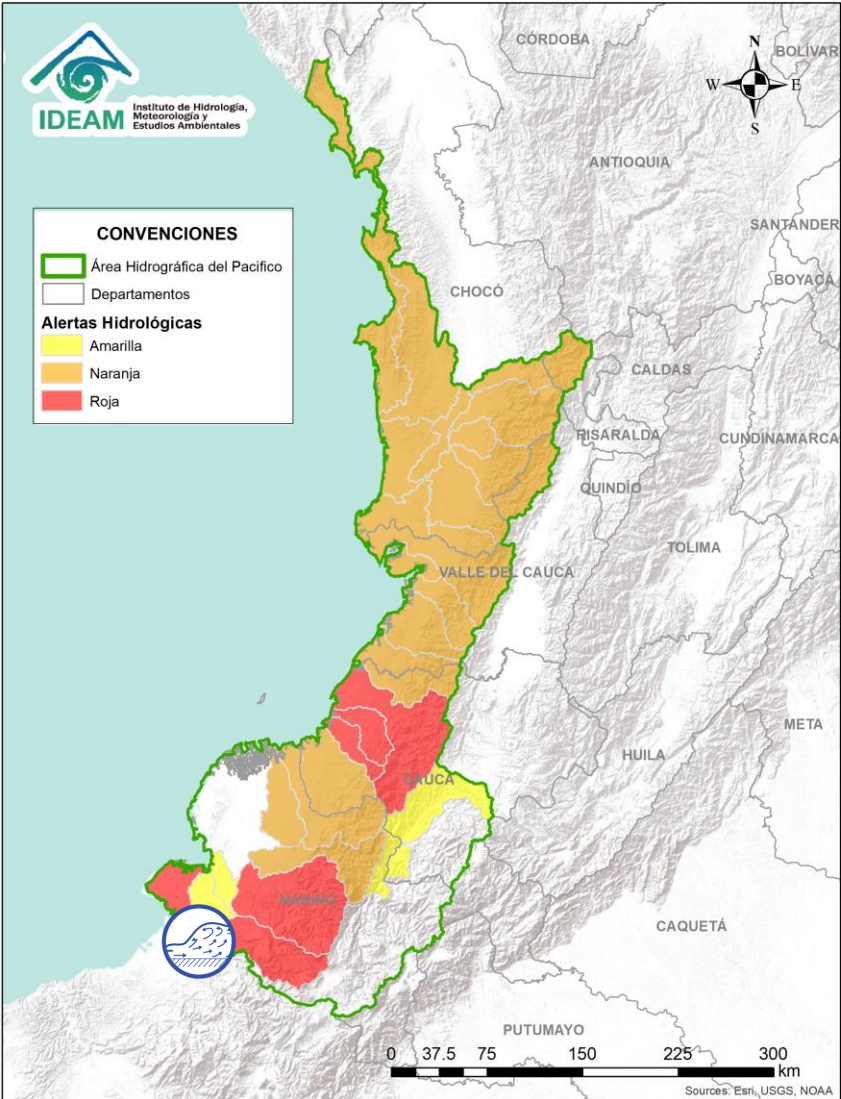 IDEAM
Instituto de Hidrología,
Meteorología y
Estudios Ambientales
N
W
E
S
CONVENCIONES
Área Hidrográfica del Pacifico
Departamentos
Alertas Hidrológicas
Amarilla
Naranja
Roja
CÓRDOBA
BOLÍVAR
ANTIOQUIA
SANTANDER
BOYACÁ
CHOCÓ
CALDAS
RISARALDA
CUNDINAMARCA
QUINDÍO
TOLIMA
VALLE DEL CAUCA
META
HUILA
CAUCA
NARIÑO
CAQUETÁ
PUTUMAYO
0 37.5 75 150 225 300
km
Sources: Esri, USGS, NOAA